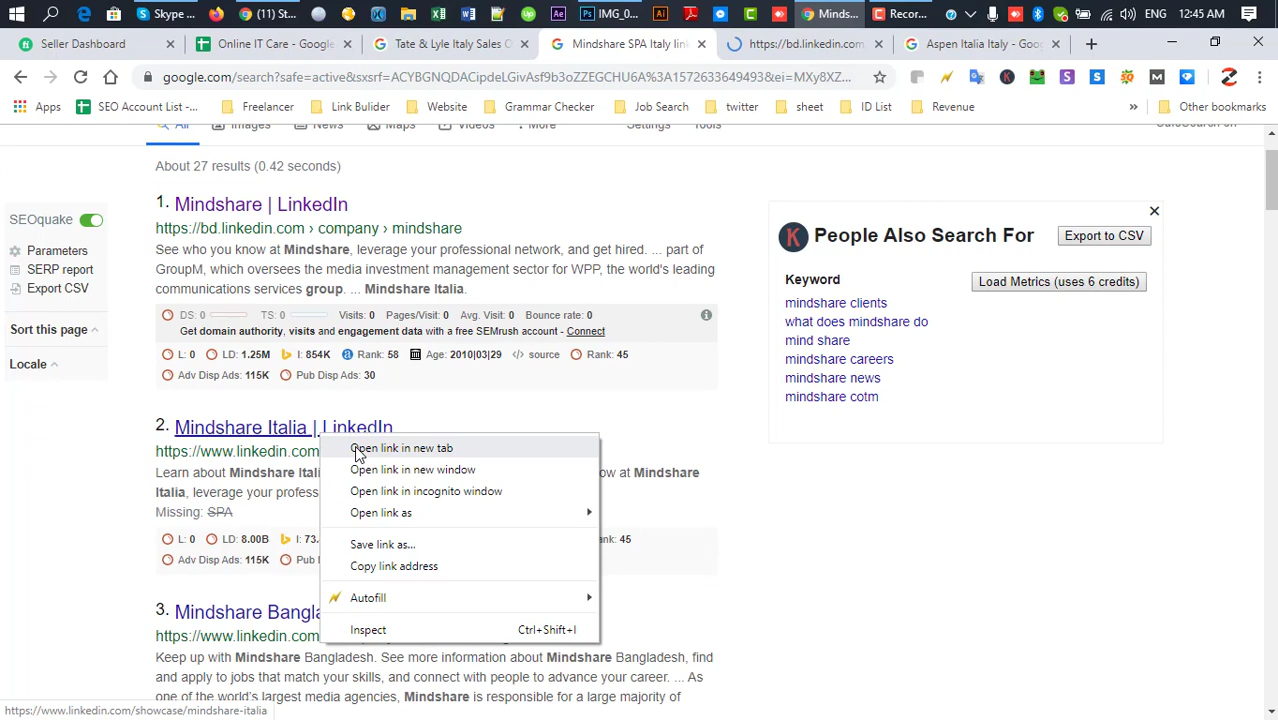 Skype ...
(11) St...
IMG_0...
Minds...
Recor...
ENG
12:45 AM
Seller Dashboard
Online IT Care - Google
Tate & Lyle Italy Sales O
Mindshare SPA Italy link
https://bd.linkedin.com
Aspen Italia Italy - Goog
google.com/search?safe=active&sxsrf=ACYBGNQDACipdeLGivAsf9b3oZZEGCHU6A%3A1572633649493&ei=MXy8XZ...
Apps
SEO Account List -...
Freelancer
Link Bulider
Website
Grammar Checker
Job Search
twitter
sheet
ID List
Revenue
Other bookmarks
All
Images
News
Maps
Videos
More
Settings
Tools
SafeSearch on
About 27 results (0.42 seconds)
SEOquake
Parameters
SERP report
Export CSV
Sort this page
Locale
1. Mindshare | LinkedIn
https://bd.linkedin.com › company › mindshare
See who you know at Mindshare, leverage your professional network, and get hired. ... part of
GroupM, which oversees the media investment management sector for WPP, the world's leading
communications services group. ... Mindshare Italia.
DS: 0 TS: 0 Visits: 0 Pages/Visit: 0 Avg. Visit: 0 Bounce rate: 0
Get domain authority, visits and engagement data with a free SEMrush account - Connect
L: 0 LD: 1.25M I: 854K Rank: 58 Age: 2010|03|29 </> source Rank: 45
Adv Disp Ads: 115K Pub Disp Ads: 30
2. Mindshare Italia | LinkedIn
https://www.linkedin.com
Learn about Mindshare Itali ow at Mindshare
Italia, leverage your profess
Missing: SPA
L: 0 LD: 8.00B I: 73. nk: 45
Adv Disp Ads: 115K Pub D
3. Mindshare Bangla
https://www.linkedin.com
Keep up with Mindshare Bangladesh. See more information about Mindshare Bangladesh, find
and apply to jobs that match your skills, and connect with people to advance your career. ... As
one of the world's largest media agencies, Mindshare is responsible for a large majority of
Open link in new tab
Open link in new window
Open link in incognito window
Open link as
Save link as...
Copy link address
Autofill
Inspect Ctrl+Shift+I
K People Also Search For
Export to CSV
Keyword
Load Metrics (uses 6 credits)
mindshare clients
what does mindshare do
mind share
mindshare careers
mindshare news
mindshare cotm
https://www.linkedin.com/showcase/mindshare-italia